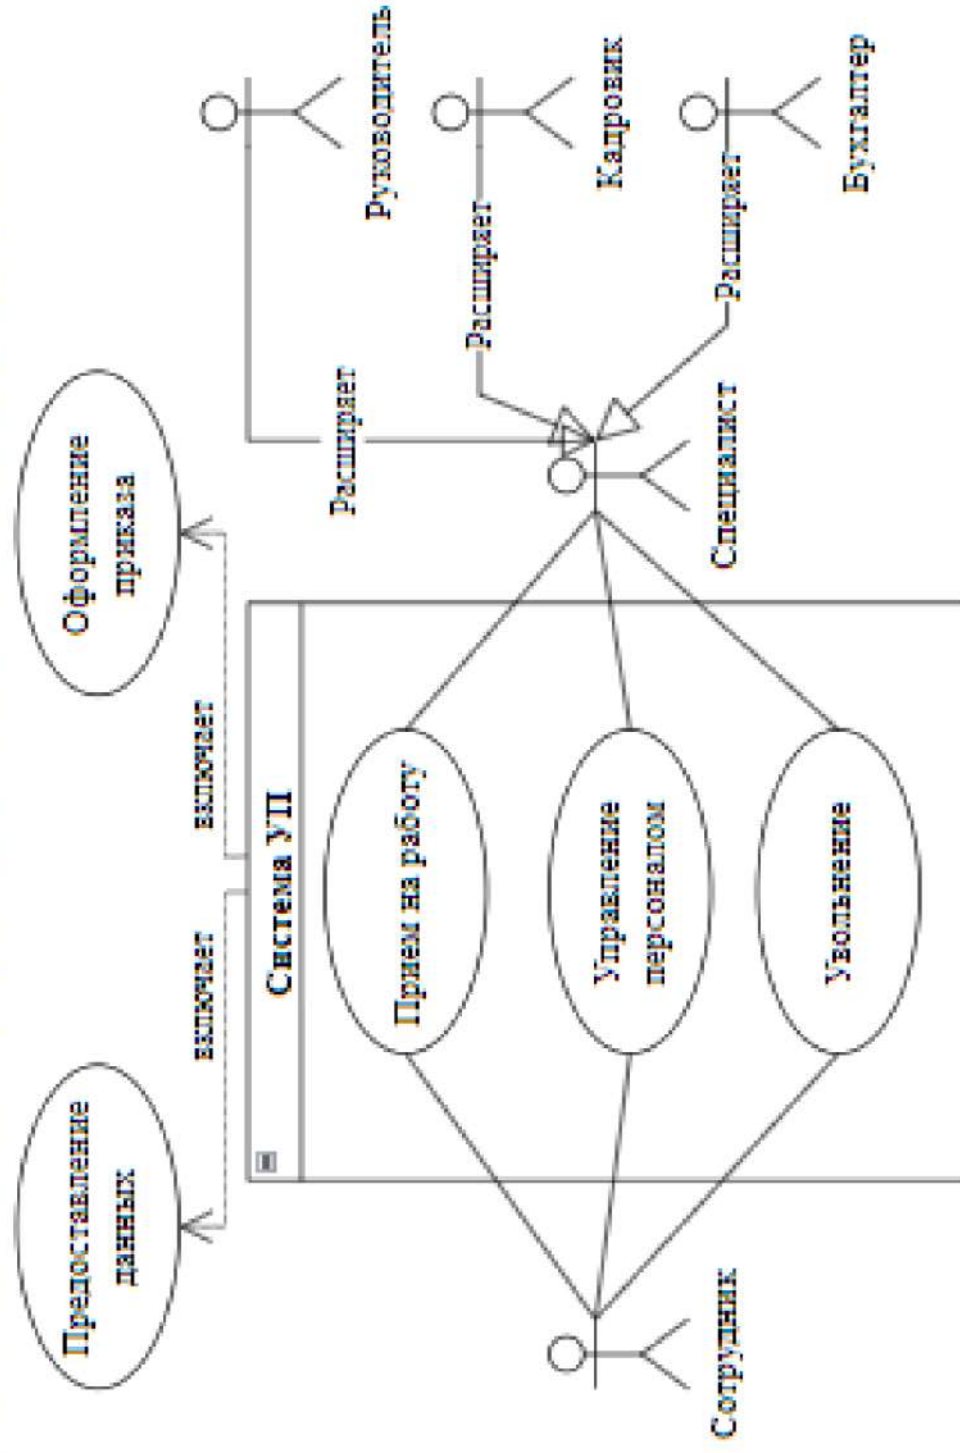 Предоставление
данных
Оформление
приказа
включает
включает
Система УП
Прием на работу
Управление
персоналом
Увольнение
Сотрудник
Специалист
Расширяет
Расширяет
Расширяет
Руководитель
Кадровик
Бухгалтер